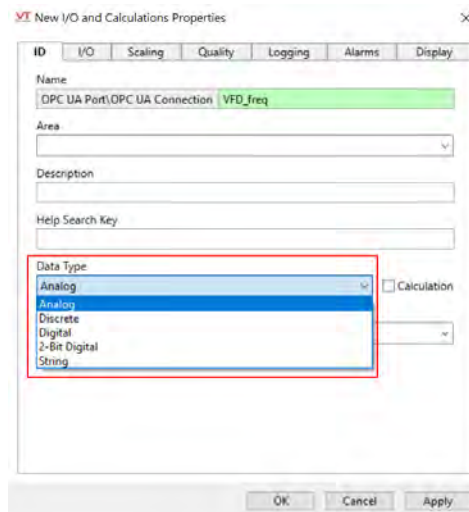 VT New I/O and Calculations Properties
ID I/O Scaling Quality Logging Alarms Display
Name
OPC UA Port\OPC UA Connection VFD_freq
Area
Description
Help Search Key
Data Type
Analog Calculation
Analog
Discrete
Digital
2-Bit Digital
String
OK Cancel Apply